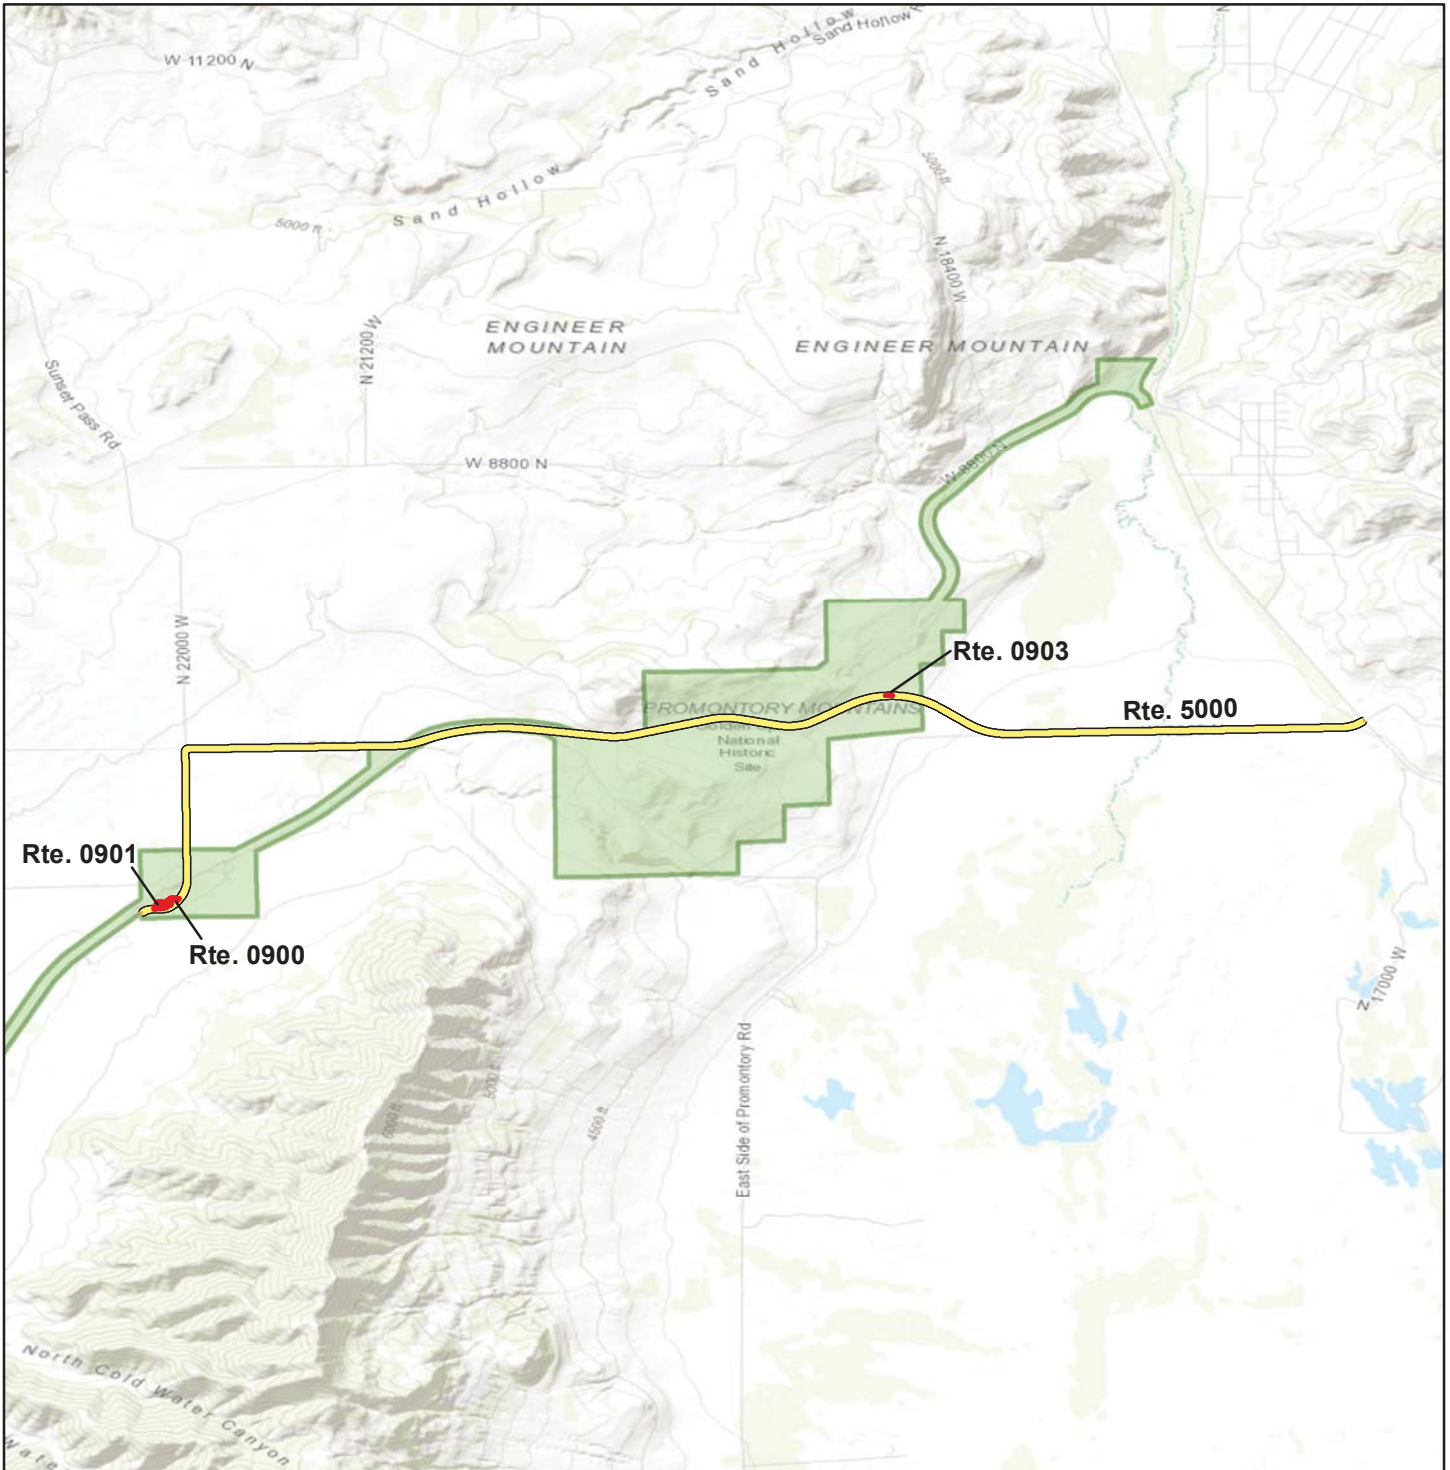 W 11200 N
Sand Hollow
Sand Hollow
5000 ft
Sand Hollow
5000 ft
N 18400 W
N 21200 W
ENGINEER
MOUNTAIN
ENGINEER MOUNTAIN
Sunset Pass Rd
W 8800 N
W 8800 N
N 22000 W
Rte. 0903
PROMONTORY MOUNTAINS
National
Historic
Site
Rte. 5000
Rte. 0901
Rte. 0900
N 17000 W
East Side of Promontory Rd
5000 ft
6000 ft
4500 ft
North Cold Water Canyon